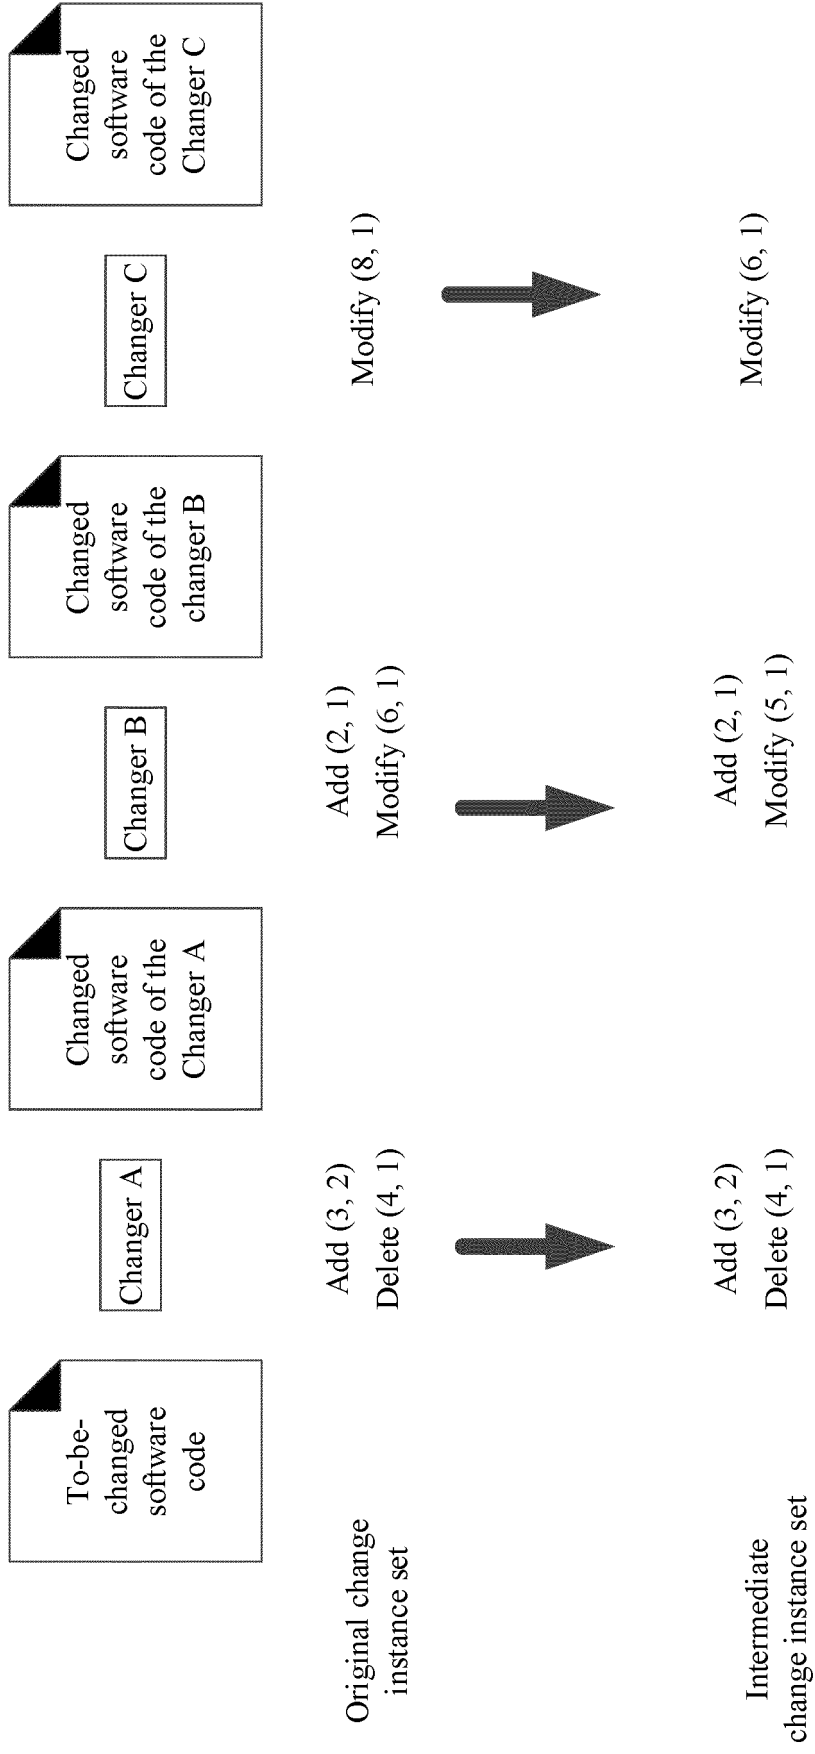 To-be-
changed
software
code
Changer A
Changed
software
code of the
Changer A
Changer B
Changed
software
code of the
changer B
Changer C
Changed
software
code of the
Changer C
Original change
instance set
Add (3, 2)
Delete (4, 1)
Add (2, 1)
Modify (6, 1)
Modify (8, 1)
Intermediate
change instance set
Add (3, 2)
Delete (4, 1)
Add (2, 1)
Modify (5, 1)
Modify (6, 1)